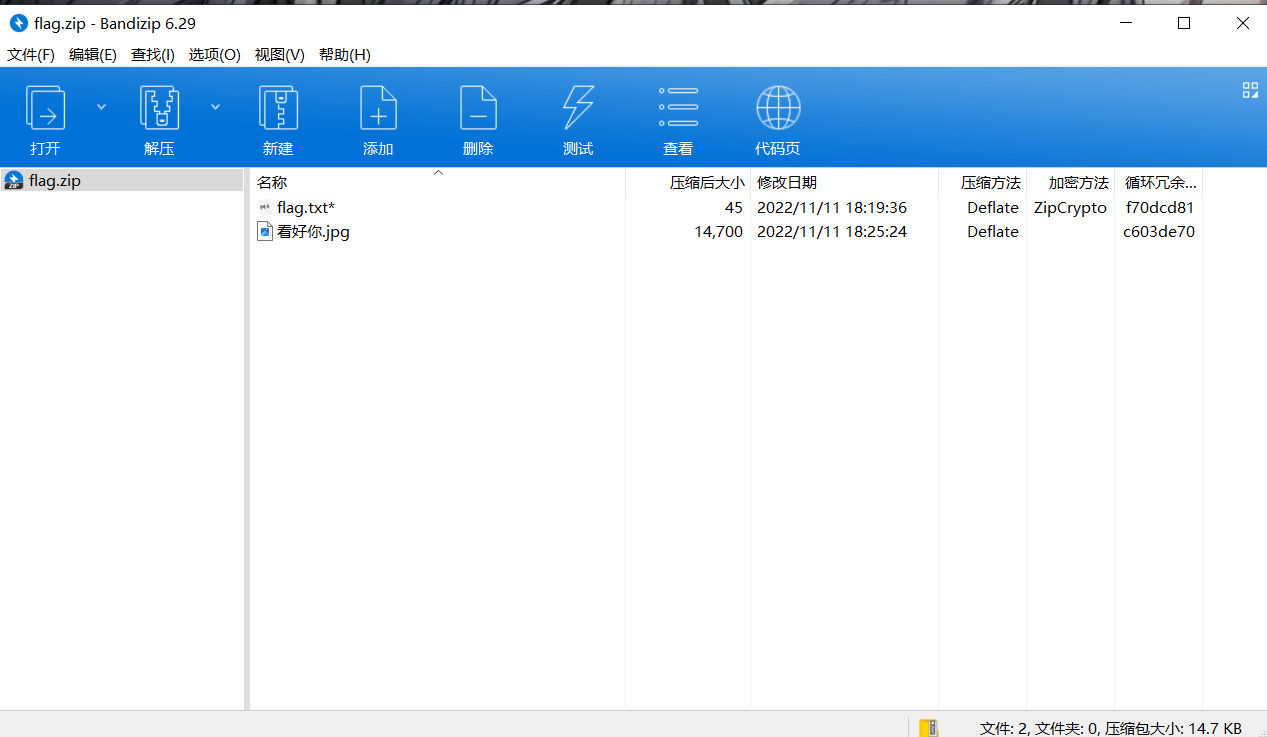 flag.zip - Bandizip 6.29
文件(F) 编辑(E) 查找(I) 选项(O) 视图(V) 帮助(H)
打开 解压 新建 添加 删除 测试 查看 代码页
flag.zip
名称 压缩后大小 修改日期 压缩方法 加密方法 循环冗余...
flag.txt* 45 2022/11/11 18:19:36 Deflate ZipCrypto f70dcd81
看好你.jpg 14,700 2022/11/11 18:25:24 Deflate c603de70
文件: 2, 文件夹: 0, 压缩包大小: 14.7 KB